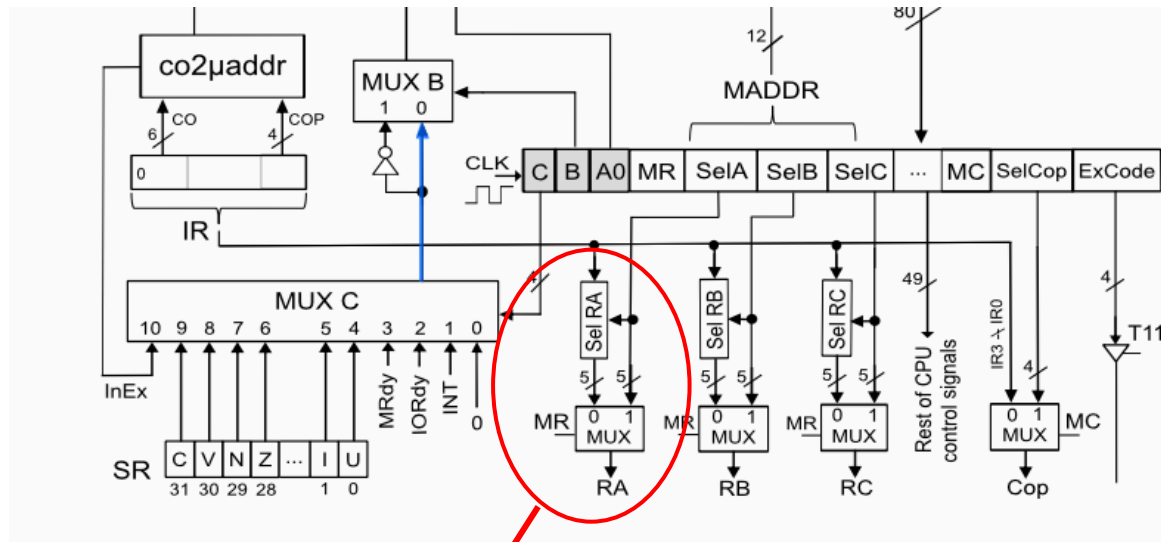 80
12
co2µaddr
MUX B
1 0
MADDR
6 CO
COP 4
CLK
C B A0 MR SelA SelB SelC ... MC SelCop ExCode
0
IR
4
49
4
MUX C
Sel RA
Sel RB
Sel RC
10 9 8 7 6 5 4 3 2 1 0
T11
IR3 ⊀ IR0
Rest of CPU
control signals
InEx
MRdy
IORdy
INT
0
5 5
5 5
5 5
4
MR 0 1
MUX
MR 0 1
MUX
MR 0 1
MUX
0 1 MC
MUX
SR C V N Z ... I U
31 30 29 28 1 0
RA
RB
RC
Cop